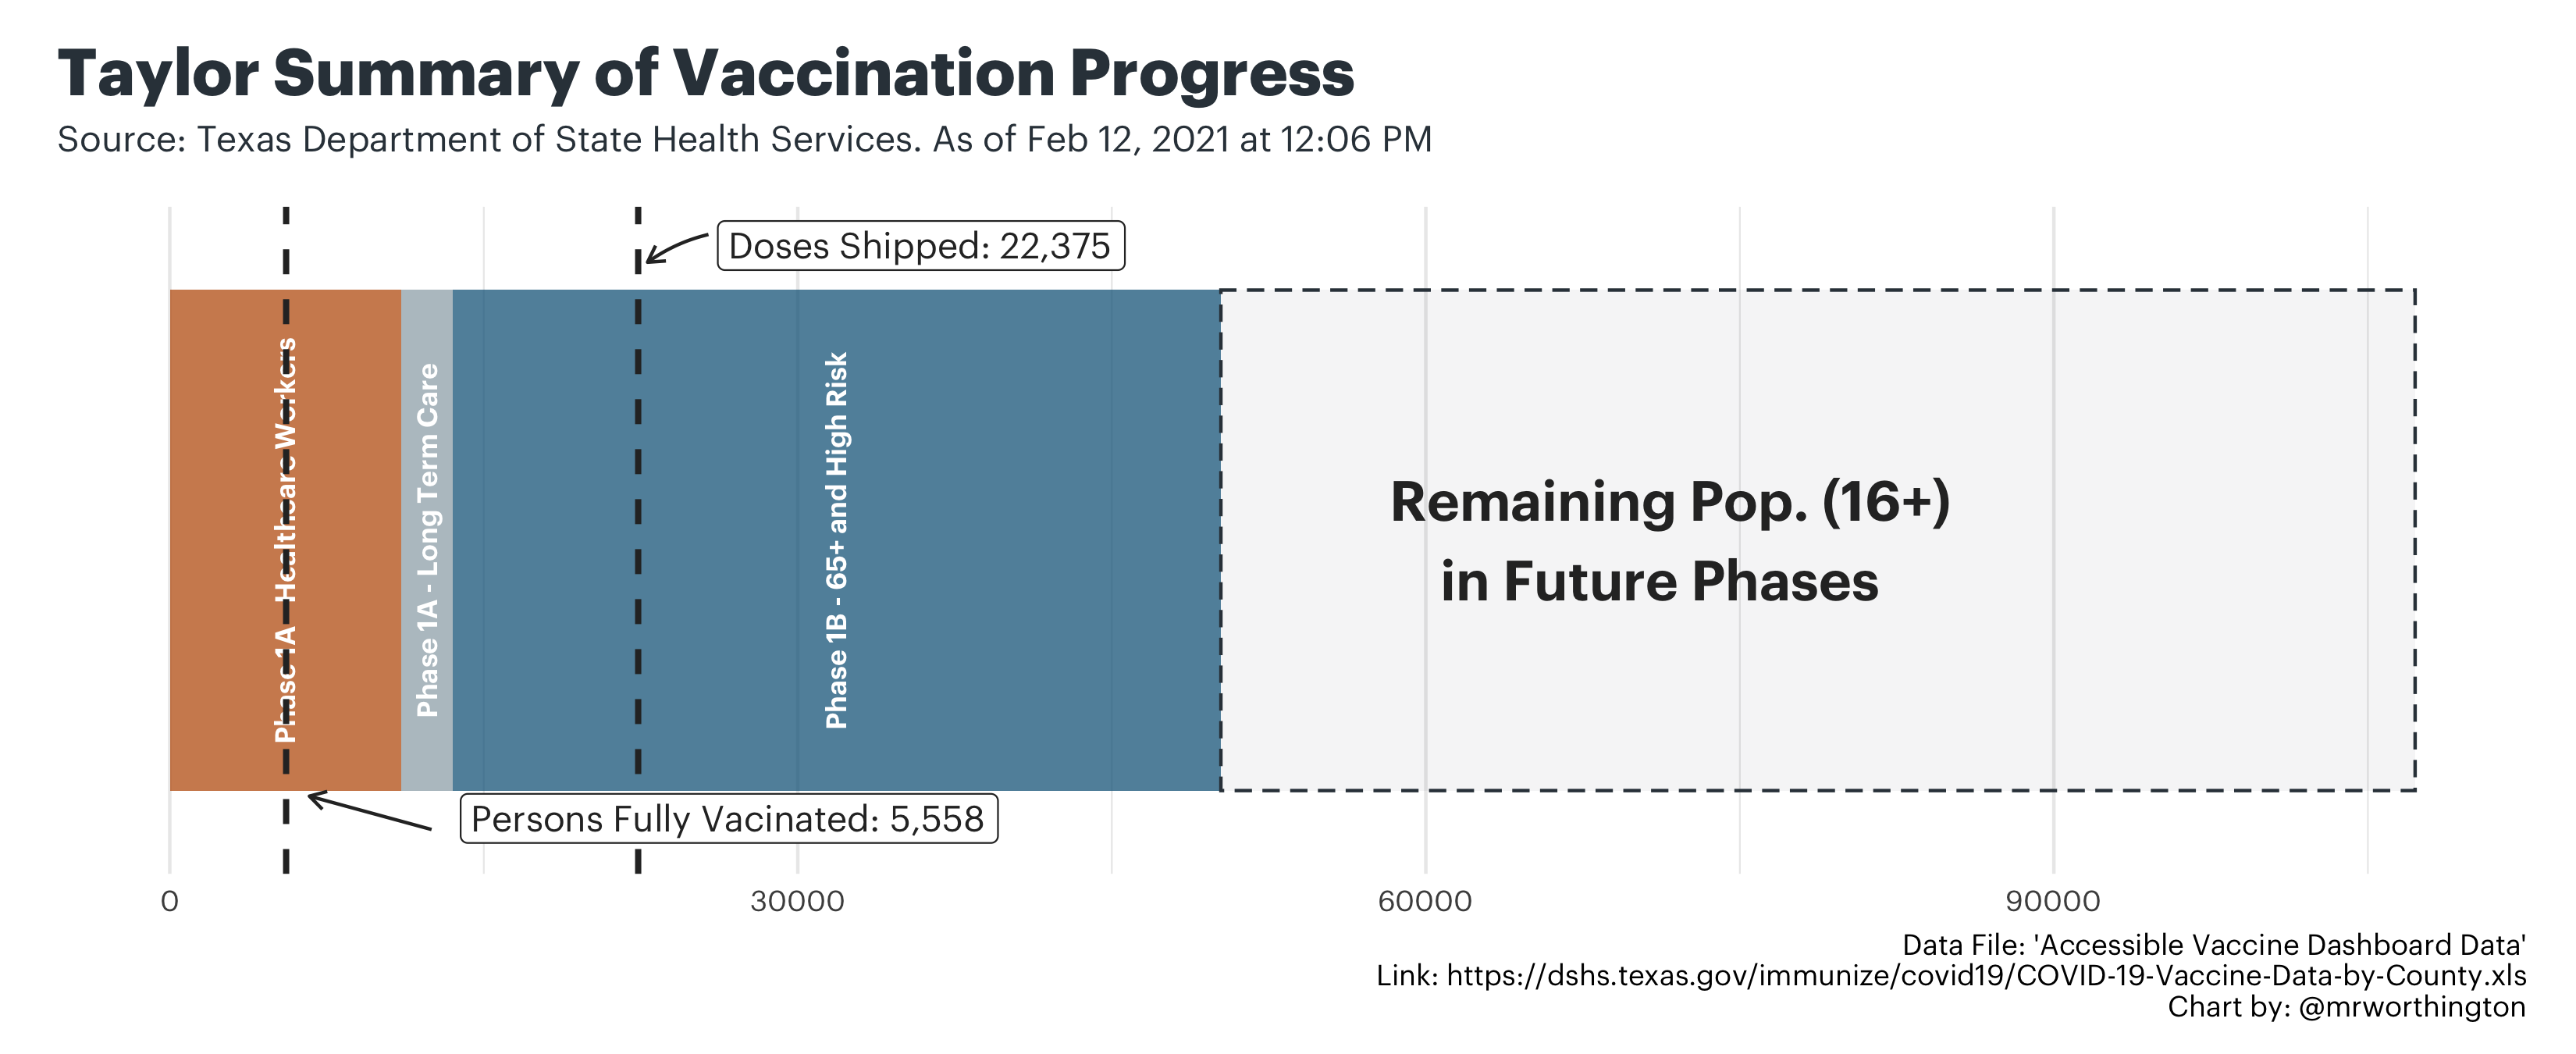 Taylor Summary of Vaccination Progress
Source: Texas Department of State Health Services. As of Feb 12, 2021 at 12:06 PM
Doses Shipped: 22,375
Phase 1A - Healthcare Workers
Phase 1A - Long Term Care
Phase 1B - 65+ and High Risk
Remaining Pop. (16+)
in Future Phases
Persons Fully Vacinated: 5,558
0
30000
60000
90000
Data File: 'Accessible Vaccine Dashboard Data'
Link: https://dshs.texas.gov/immunize/covid19/COVID-19-Vaccine-Data-by-County.xls
Chart by: @mrworthington